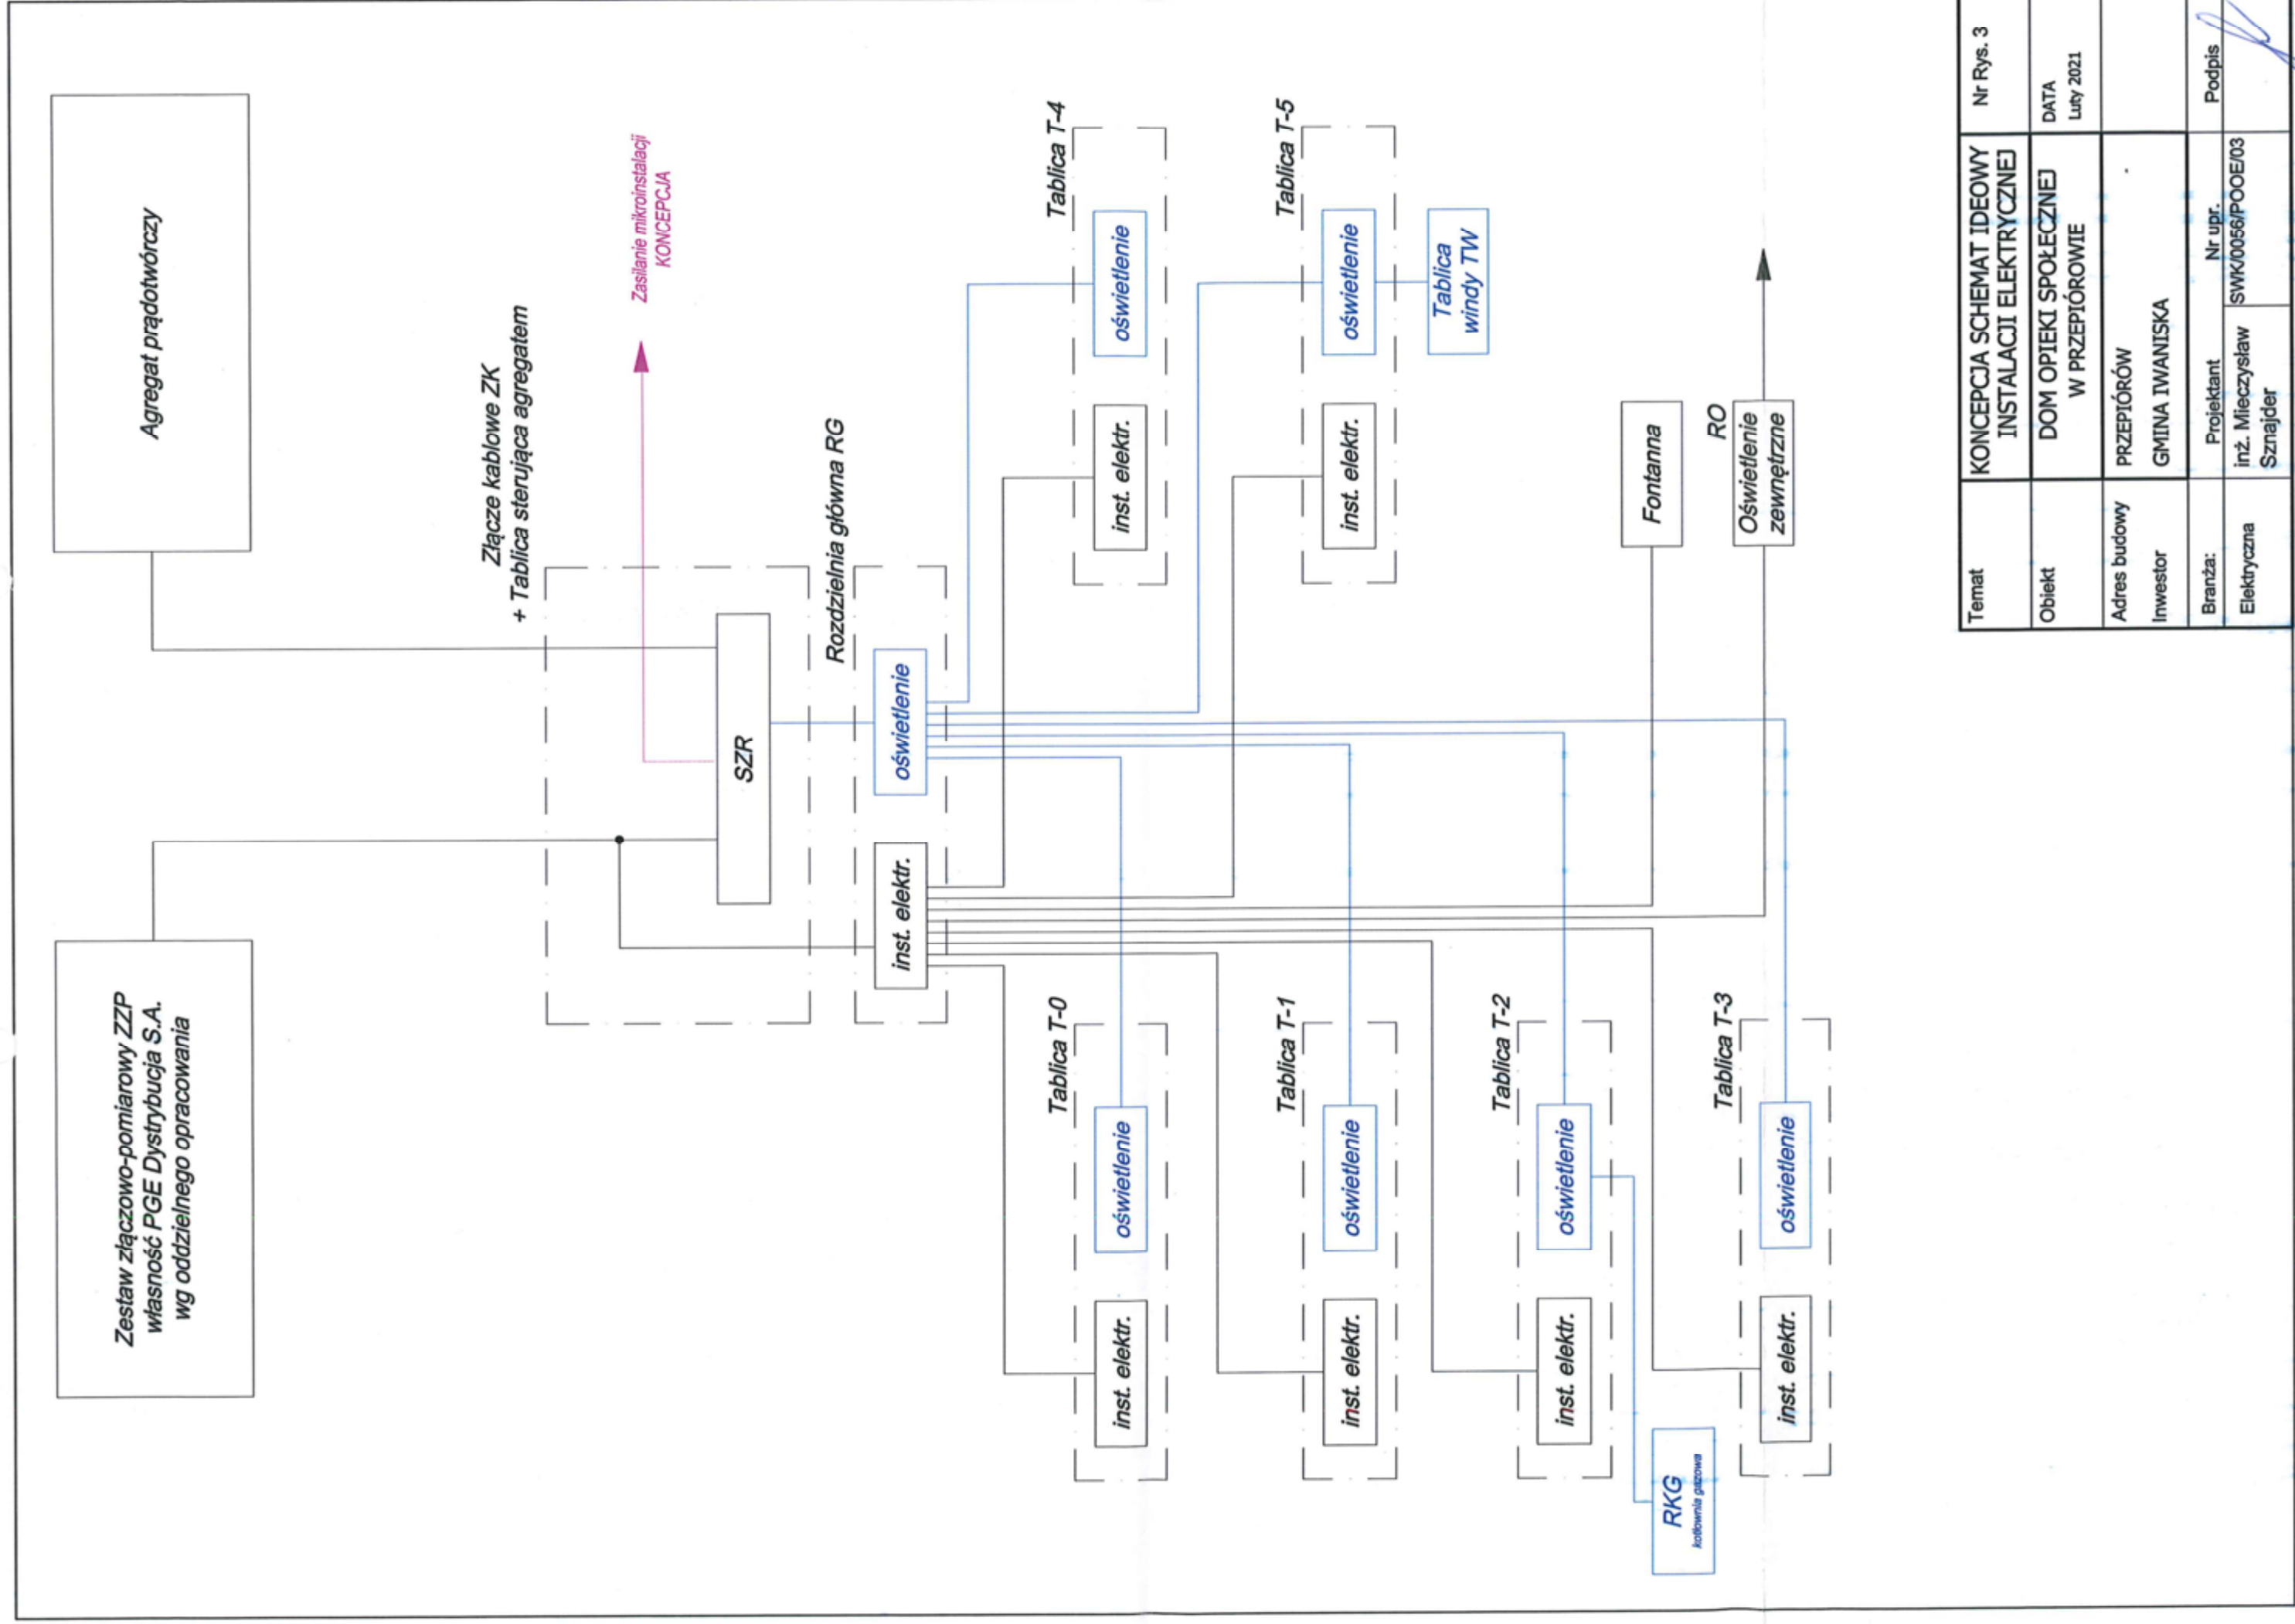 Zestaw złączowo-pomiarowy ZZP
własność PGE Dystrybucja S.A.
wg oddzielnego opracowania
Agregat prądotwórczy
Złącze kablowe ZK
+ Tablica sterująca agregatem
Zasilanie mikroinstalacji
KONCEPCJA
SZR
Rozdzielnia główna RG
inst. elektr.
oświetlenie
Tablica T-0
inst. elektr.
oświetlenie
Tablica T-4
inst. elektr.
oświetlenie
Tablica T-1
inst. elektr.
oświetlenie
Tablica T-5
inst. elektr.
oświetlenie
Tablica
windy TW
Tablica T-2
inst. elektr.
oświetlenie
RKG
kotłownia gazowa
Fontanna
Tablica T-3
inst. elektr.
oświetlenie
RO
Oświetlenie
zewnętrzne
Temat
KONCEPCJA SCHEMAT IDEOWY
INSTALACJI ELEKTRYCZNEJ
Nr Rys. 3
Obiekt
DOM OPIEKI SPOŁECZNEJ
W PRZEPIÓROWIE
DATA
Luty 2021
Adres budowy
PRZEPIÓRÓW
Inwestor
GMINA IWANISKA
Branża:
Projektant
Nr upr.
Podpis
Elektryczna
inż. Mieczysław
Sznajder
SWK/0056/POOE/03